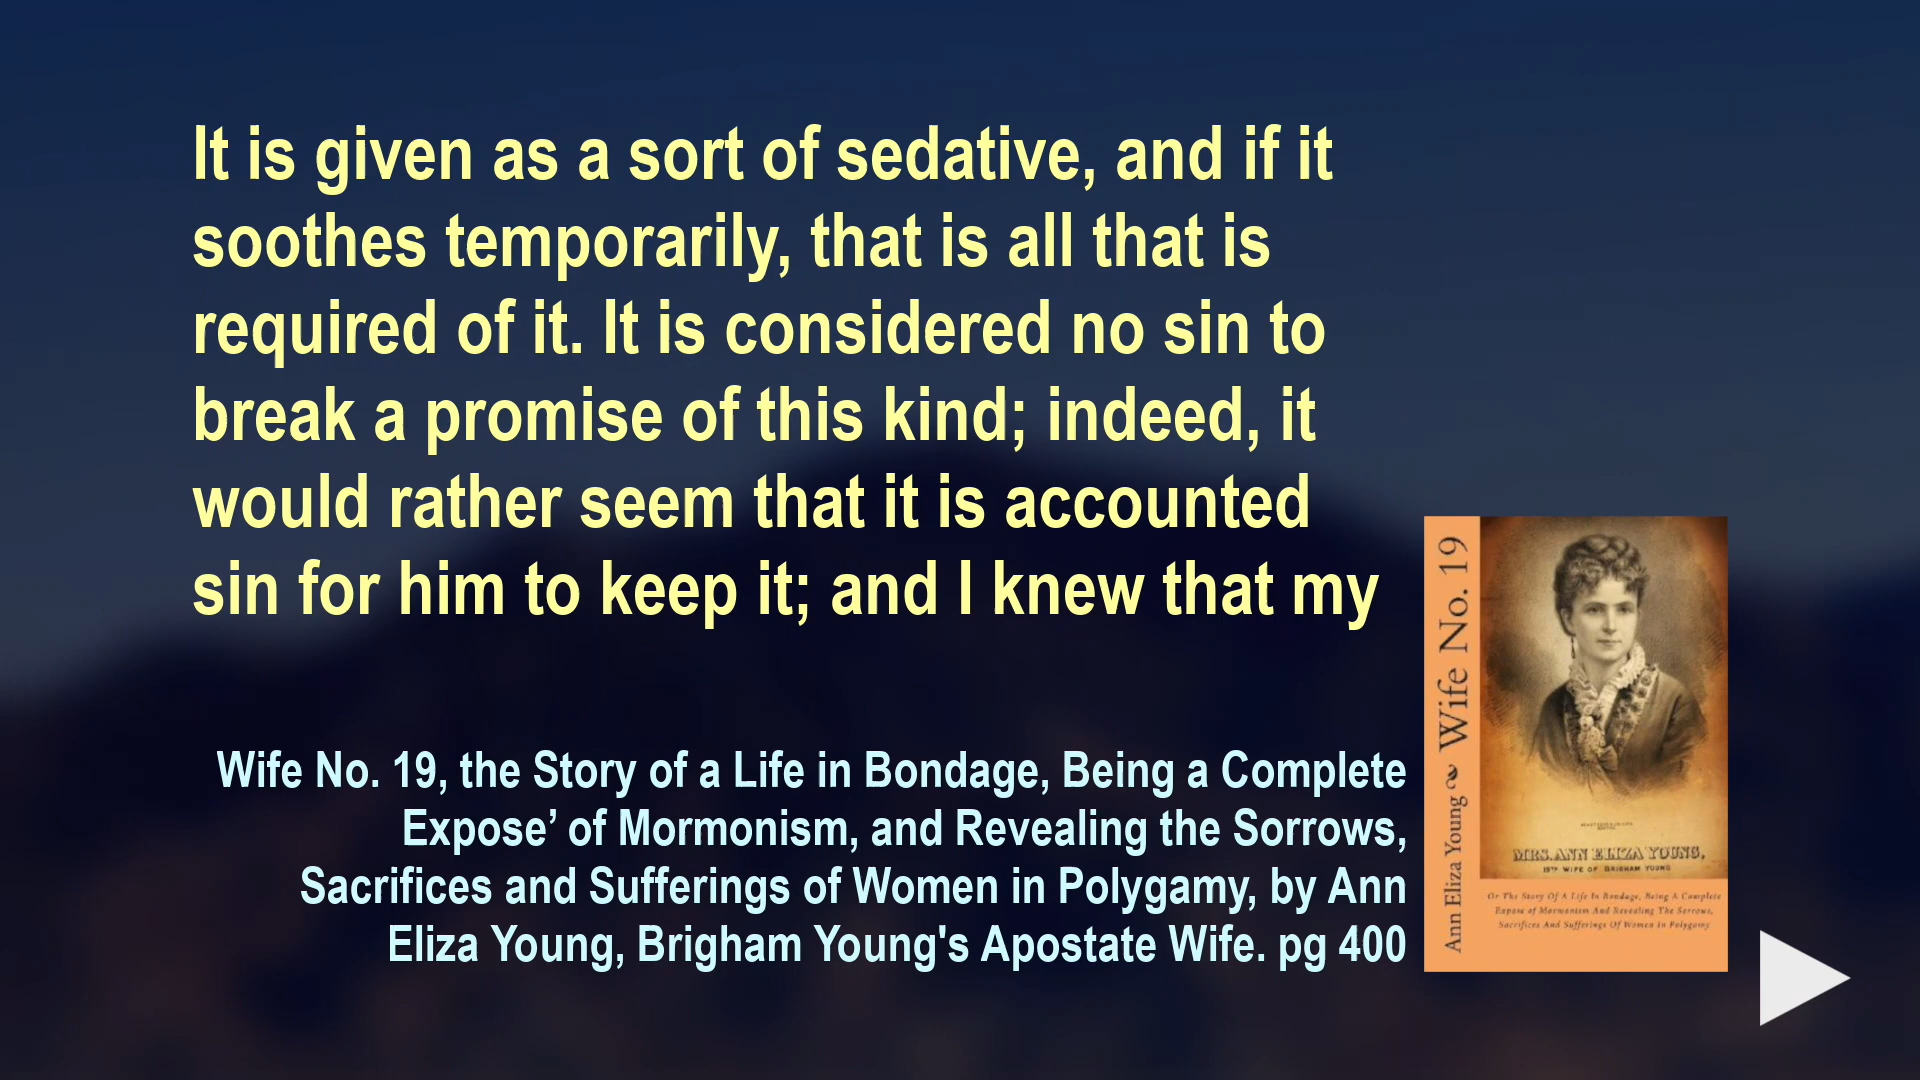 It is given as a sort of sedative, and if it
soothes temporarily, that is all that is
required of it. It is considered no sin to
break a promise of this kind; indeed, it
would rather seem that it is accounted
sin for him to keep it; and I knew that my
Wife No. 19, the Story of a Life in Bondage, Being a Complete
Expose’ of Mormonism, and Revealing the Sorrows,
Sacrifices and Sufferings of Women in Polygamy, by Ann
Eliza Young, Brigham Young's Apostate Wife. pg 400
Ann Eliza Young Wife No. 19
MRS. ANN ELIZA YOUNG,
19TH WIFE OF BRIGHAM YOUNG
Or The Story Of A Life In Bondage, Being A Complete
Expose of Mormonism And Revealing The Sorrows,
Sacrifices And Sufferings Of Women In Polygamy